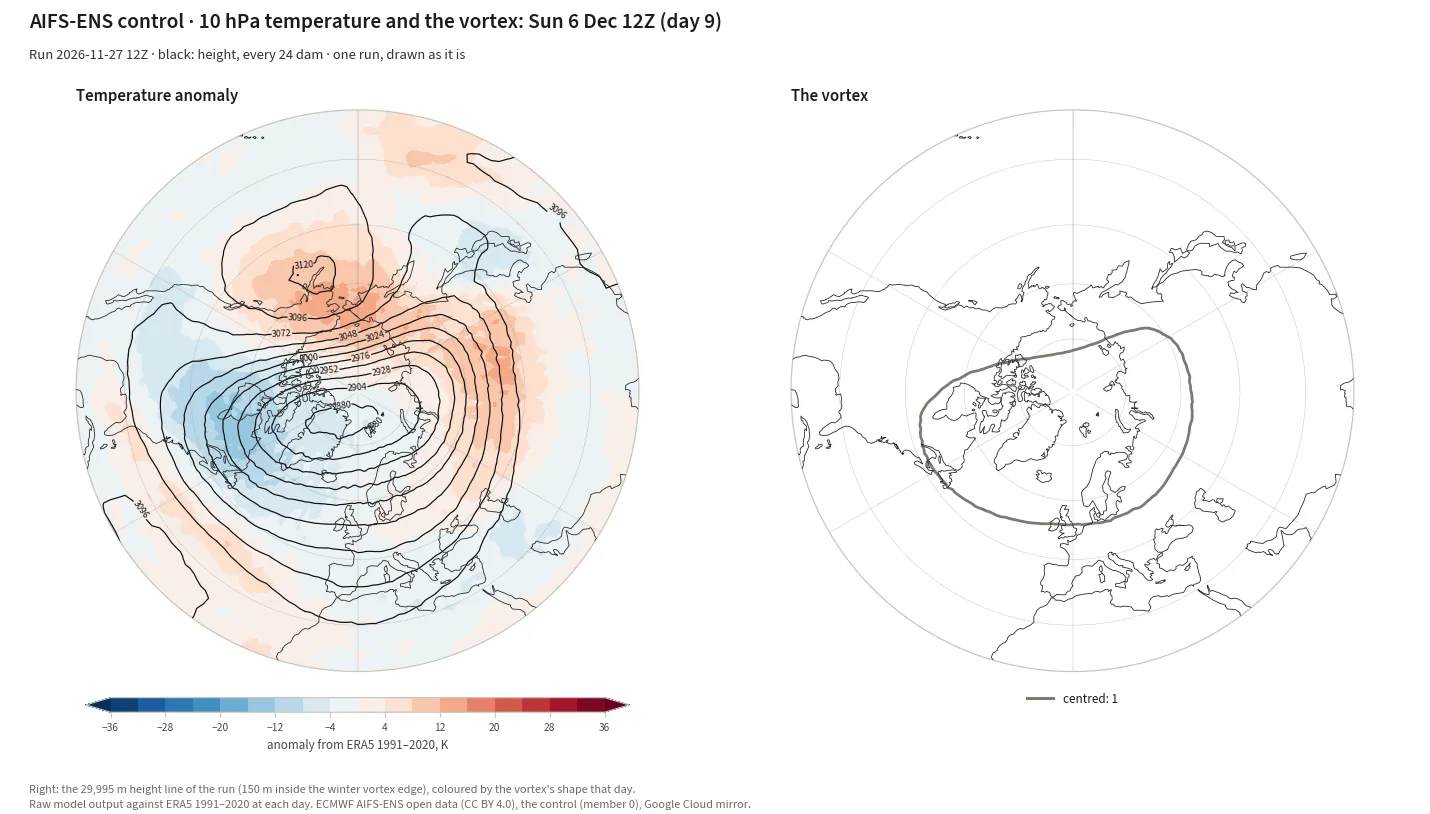 AIFS-ENS control · 10 hPa temperature and the vortex: Sun 6 Dec 12Z (day 9)
Run 2026-11-27 12Z · black: height, every 24 dam · one run, drawn as it is
Temperature anomaly
The vortex
3096
3120
3096
3072
3048
3024
3000
2976
2952
2928
2904
2880
3096
−36 −28 −20 −12 −4 4 12 20 28 36
anomaly from ERA5 1991–2020, K
centred: 1
Right: the 29,995 m height line of the run (150 m inside the winter vortex edge), coloured by the vortex's shape that day.
Raw model output against ERA5 1991–2020 at each day. ECMWF AIFS-ENS open data (CC BY 4.0), the control (member 0), Google Cloud mirror.